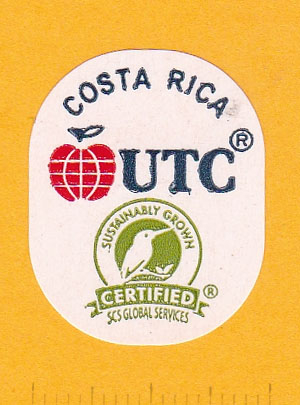 COSTA RICA
UTC®
SUSTAINABLY GROWN
CERTIFIED®
SCS GLOBAL SERVICES